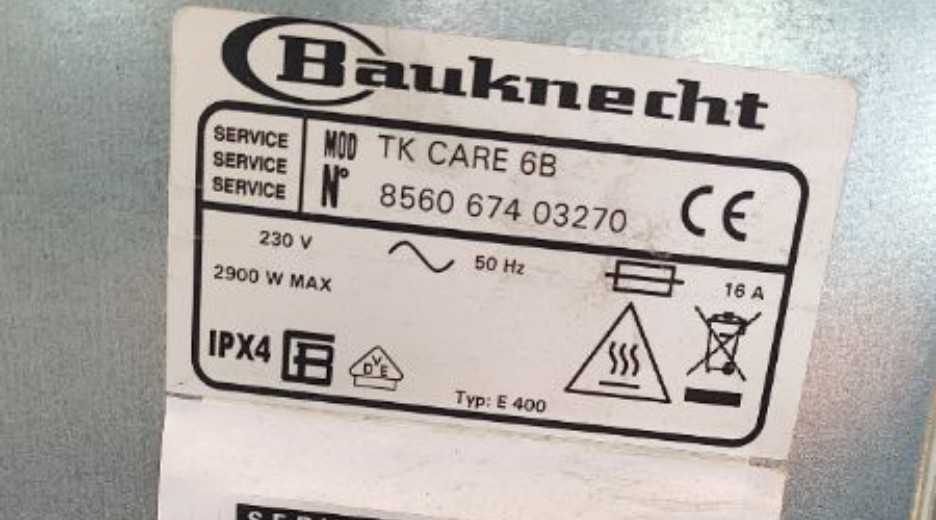 Bauknecht
SERVICE
SERVICE
SERVICE
MOD TK CARE 6B
N° 8560 674 03270
CE
230 V 50 Hz 16 A
2900 W MAX
IPX4
DVE
Typ: E 400